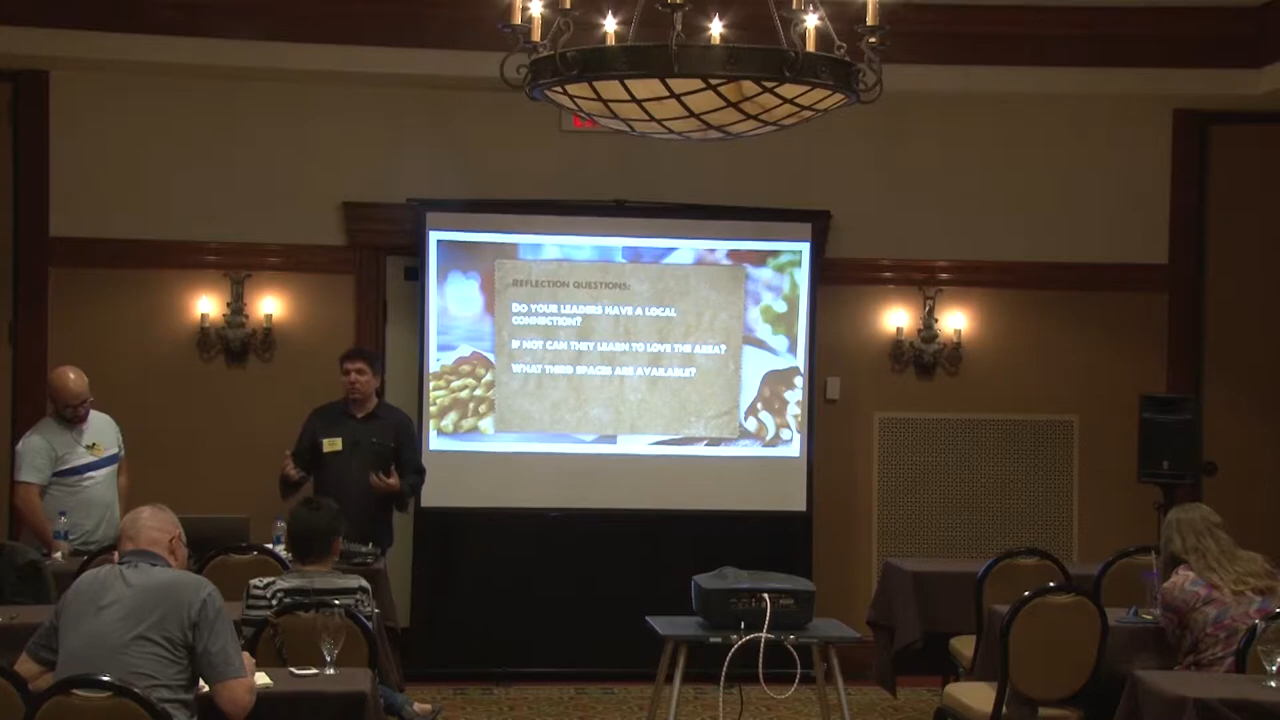 REFLECTION QUESTIONS:
DO YOUR LEADERS HAVE A LOCAL
CONNECTION?
IF NOT CAN THEY LEARN TO LOVE THE AREA?
WHAT THIRD SPACES ARE AVAILABLE?